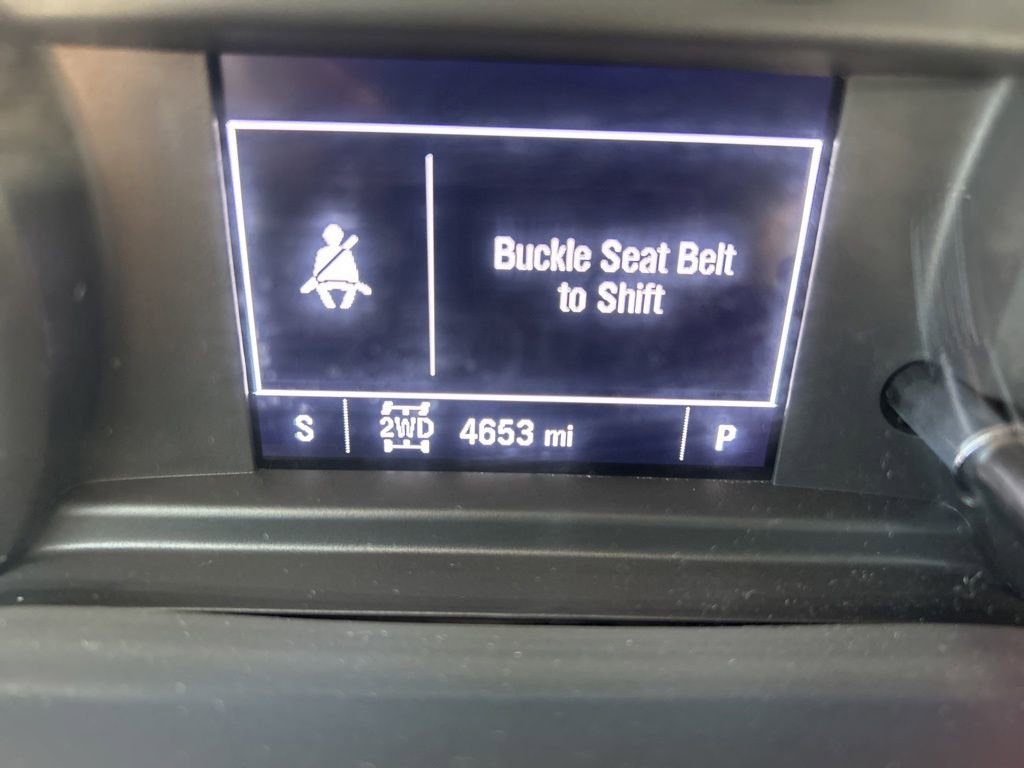 Buckle Seat Belt
to Shift
S 2WD 4653 mi P